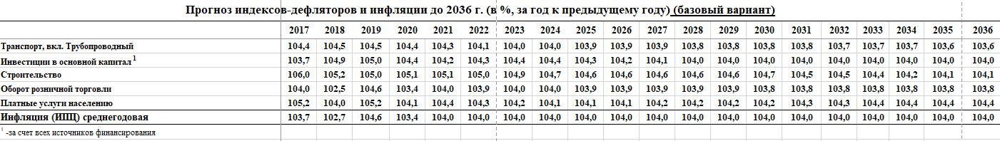 Прогноз индексов-дефляторов и инфляции до 2036 г. (в %, за год к предыдущему году) (базовый вариант)
2017 2018 2019 2020 2021 2022 2023 2024 2025 2026 2027 2028 2029 2030 2031 2032 2033 2034 2035 2036
Транспорт, вкл. Трубопроводный 104,4 104,5 104,5 104,4 104,3 104,1 104,0 104,0 103,9 103,9 103,9 103,8 103,8 103,8 103,8 103,7 103,7 103,7 103,6 103,6
Инвестиции в основной капитал 1 103,7 104,9 105,0 104,4 104,2 104,3 104,4 104,4 104,3 104,2 104,1 104,0 104,0 104,0 104,0 104,0 104,0 104,0 104,0 104,0
Строительство 106,0 105,2 105,0 105,1 105,1 105,0 104,9 104,7 104,6 104,6 104,6 104,6 104,6 104,7 104,5 104,5 104,4 104,2 104,1 104,1
Оборот розничной торговли 104,0 102,5 104,6 103,4 104,0 103,9 104,0 104,0 103,9 103,9 103,9 103,9 103,9 103,8 103,8 103,8 103,8 103,8 103,8 103,8
Платные услуги населению 105,2 104,0 105,2 104,1 104,4 104,3 104,2 104,1 104,1 104,1 104,2 104,2 104,2 104,2 104,3 104,3 104,4 104,4 104,4 104,4
Инфляция (ИПЦ) среднегодовая 103,7 102,7 104,6 103,4 104,0 104,0 104,0 104,0 104,0 104,0 104,0 104,0 104,0 104,0 104,0 104,0 104,0 104,0 104,0 104,0
1 -за счет всех источников финансирования